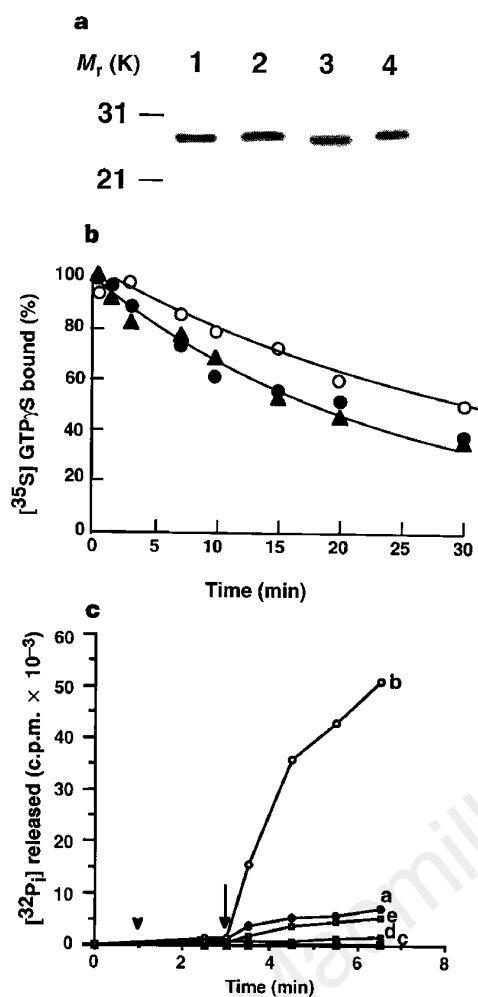 a
Mr (K) 1 2 3 4
31
21
b
[35S] GTPγS bound (%)
100
80
60
40
20
0
0 5 10 15 20 25 30
Time (min)
c
[32Pi] released (c.p.m. × 10−3)
60
50
40
30
20
10
0
b
a
e
d
c
0 2 4 6 8
Time (min)